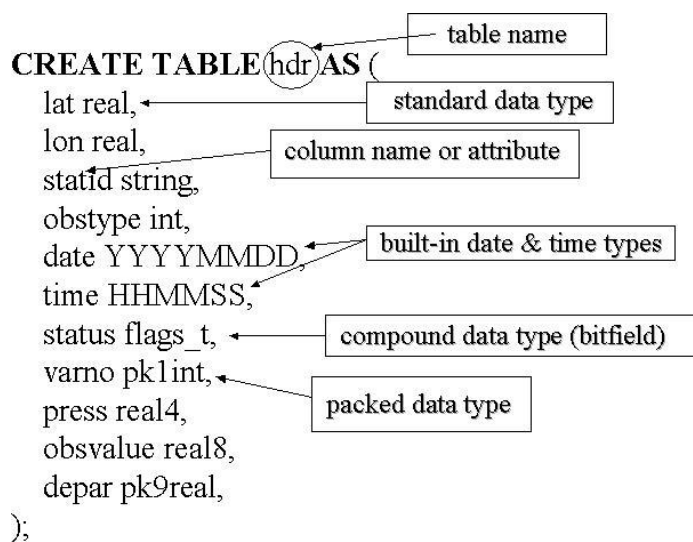 table name
CREATE TABLE hdr AS (
lat real,
standard data type
lon real,
column name or attribute
statid string,
obstype int,
date YYYYMMDD,
built-in date & time types
time HHMMSS,
status flags_t,
compound data type (bitfield)
varno pk1int,
packed data type
press real4,
obsvalue real8,
depar pk9real,
);